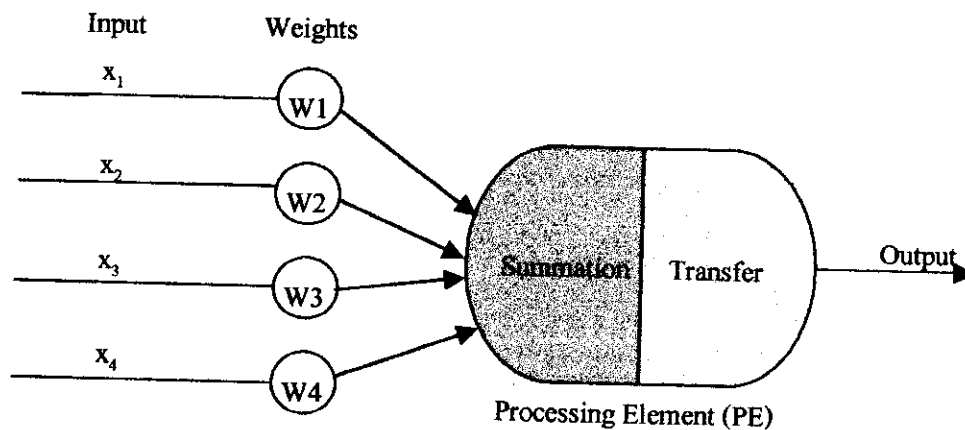 Input Weights
x₁
W1
x₂
W2
x₃
W3
Summation Transfer Output
x₄
W4
Processing Element (PE)